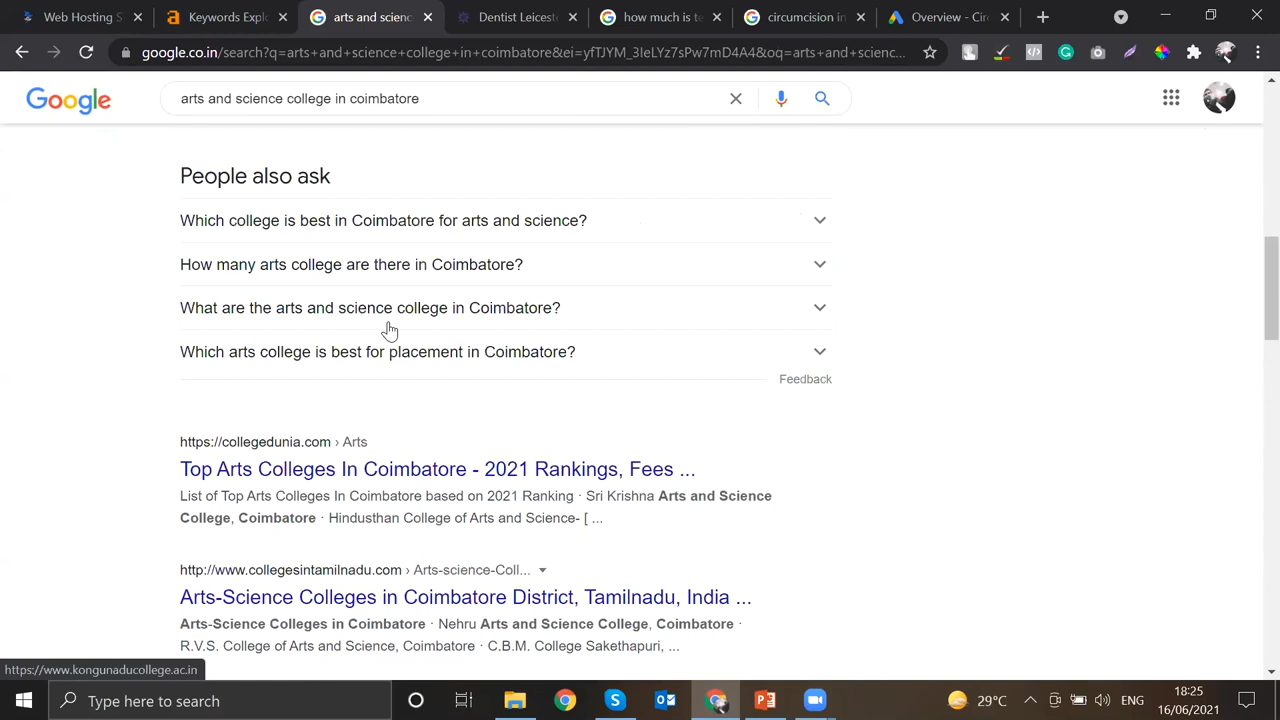 Web Hosting S
Keywords Expl
arts and scienc
Dentist Leicest
how much is te
circumcision in
Overview - Circ
google.co.in/search?q=arts+and+science+college+in+coimbatore&ei=yfTJYM_3IeLYz7sPw7mD4A4&oq=arts+and+scienc...
Google
arts and science college in coimbatore
People also ask
Which college is best in Coimbatore for arts and science?
How many arts college are there in Coimbatore?
What are the arts and science college in Coimbatore?
Which arts college is best for placement in Coimbatore?
Feedback
https://collegedunia.com › Arts
Top Arts Colleges In Coimbatore - 2021 Rankings, Fees ...
List of Top Arts Colleges In Coimbatore based on 2021 Ranking · Sri Krishna Arts and Science
College, Coimbatore · Hindusthan College of Arts and Science- [ ...
http://www.collegesintamilnadu.com › Arts-science-Coll...
Arts-Science Colleges in Coimbatore District, Tamilnadu, India ...
Arts-Science Colleges in Coimbatore · Nehru Arts and Science College, Coimbatore ·
R.V.S. College of Arts and Science, Coimbatore · C.B.M. College Sakethapuri, ...
https://www.kongunaducollege.ac.in
Type here to search
29°C
ENG
18:25
16/06/2021